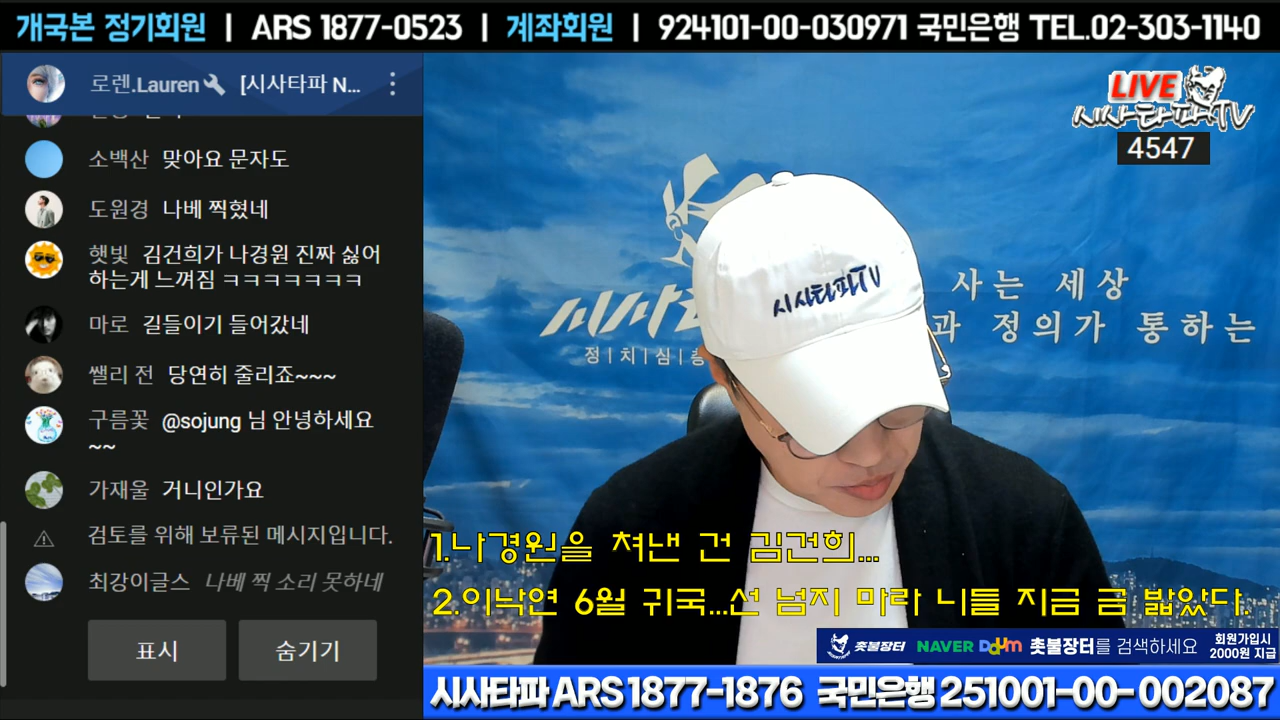 개국본 정기회원 | ARS 1877-0523 | 계좌회원 | 924101-00-030971 국민은행 TEL.02-303-1140
로렌.Lauren [시사타파 N...
소백산 맞아요 문자도
도원경 나베 찍혔네
햇빛 김건희가 나경원 진짜 싫어
하는게 느껴짐 ㅋㅋㅋㅋㅋㅋㅋ
마로 길들이기 들어갔네
쌜리 전 당연히 줄리죠~~~
구름꽃 @sojung 님 안녕하세요
~~
가재울 거니인가요
검토를 위해 보류된 메시지입니다.
최강이글스 나베 찍 소리 못하네
표시 숨기기
LIVE
시사타파TV
4547
시사타파TV
시사
정|치|심|층
사는 세상
과 정의가 통하는
1.나경원을 쳐낸 건 김건희...
2.이낙연 6월 귀국...선 넘지 마라 니들 지금 금 밟았다.
촛불장터 NAVER Daum 촛불장터를 검색하세요 회원가입시
2000원 지급
시사타파 ARS 1877-1876 국민은행 251001-00-002087